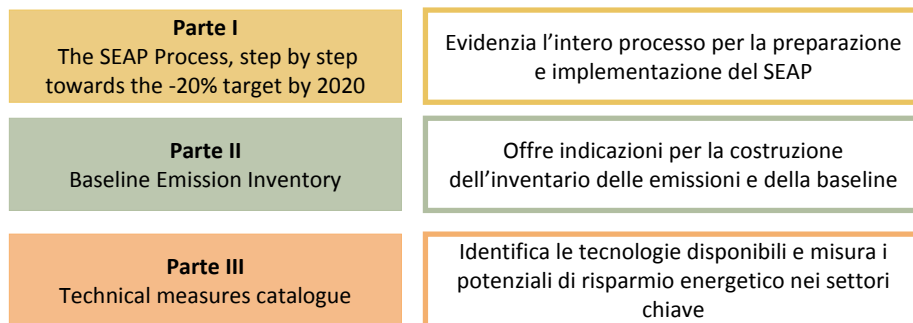 Parte I
The SEAP Process, step by step
towards the -20% target by 2020
Evidenzia l’intero processo per la preparazione
e implementazione del SEAP
Parte II
Baseline Emission Inventory
Offre indicazioni per la costruzione
dell’inventario delle emissioni e della baseline
Parte III
Technical measures catalogue
Identifica le tecnologie disponibili e misura i
potenziali di risparmio energetico nei settori
chiave